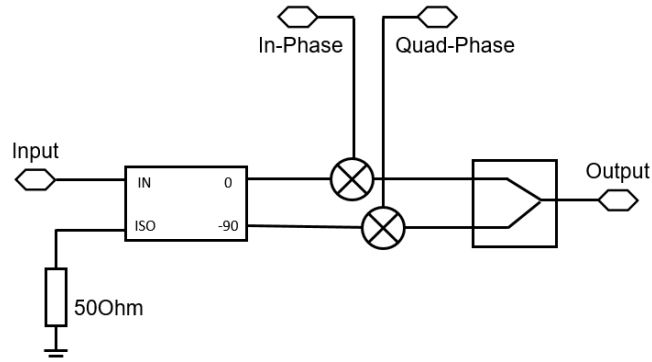 In-Phase
Quad-Phase
Input
Output
IN
0
ISO
-90
50Ohm